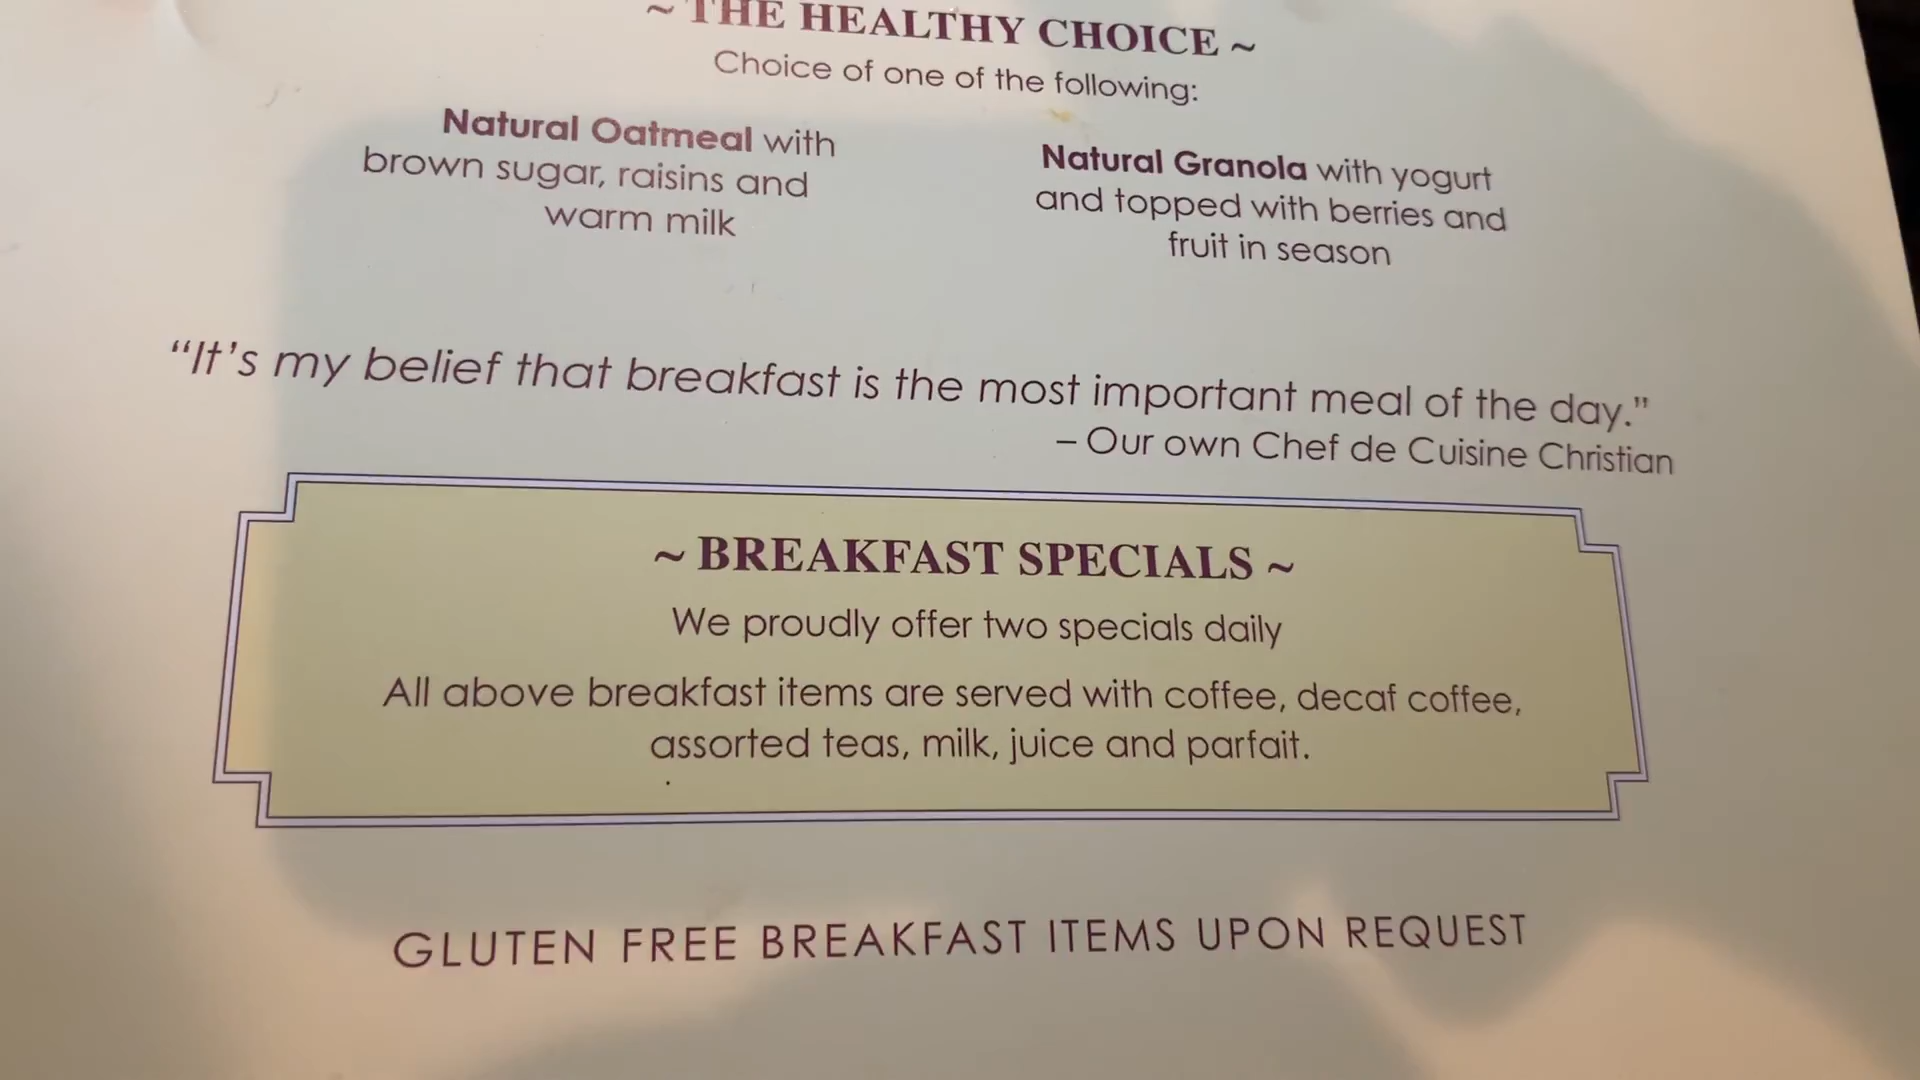 ~ THE HEALTHY CHOICE ~
Choice of one of the following:
Natural Oatmeal with
brown sugar, raisins and
warm milk
Natural Granola with yogurt
and topped with berries and
fruit in season
“It’s my belief that breakfast is the most important meal of the day."
– Our own Chef de Cuisine Christian
~ BREAKFAST SPECIALS ~
We proudly offer two specials daily
All above breakfast items are served with coffee, decaf coffee,
assorted teas, milk, juice and parfait.
GLUTEN FREE BREAKFAST ITEMS UPON REQUEST